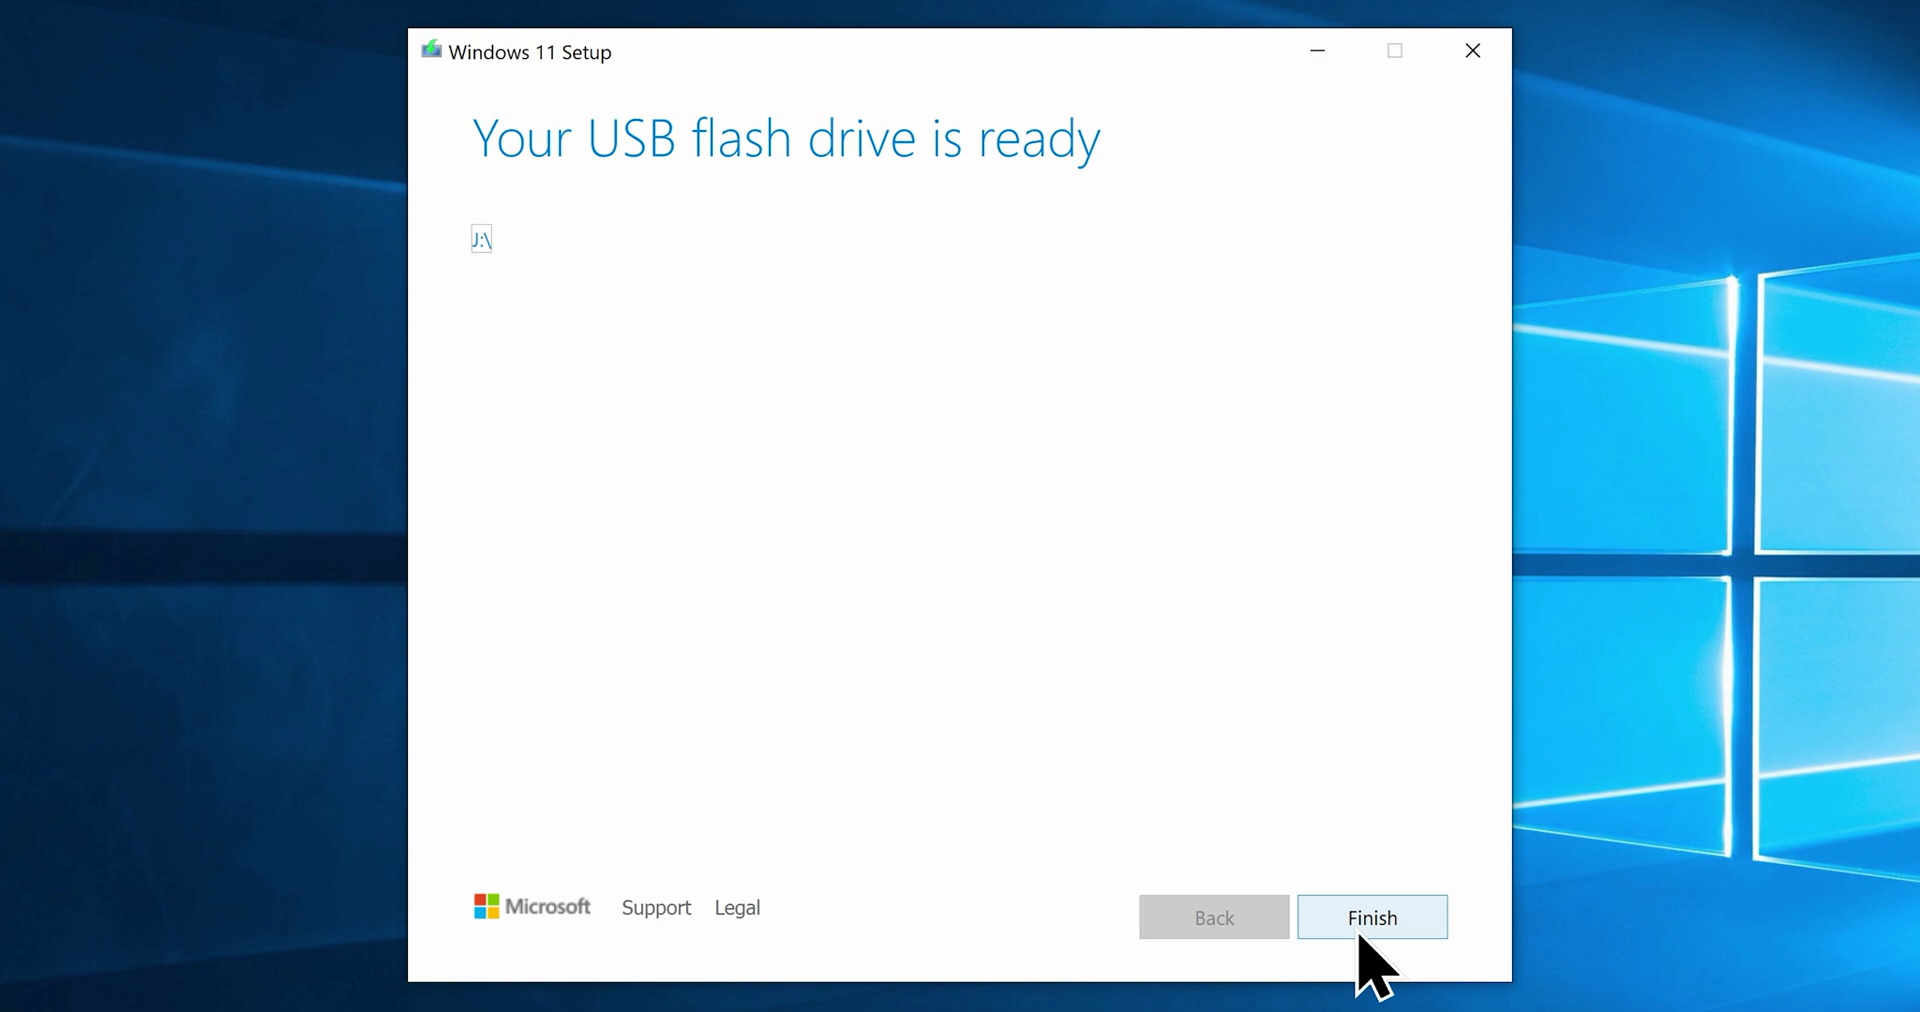 Windows 11 Setup
Your USB flash drive is ready
J:\
Microsoft Support Legal
Back Finish